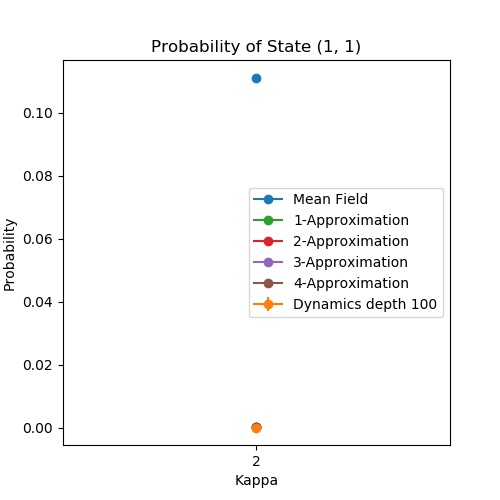 Probability of State (1, 1)
Probability
0.10
0.08
0.06
0.04
0.02
0.00
Mean Field
1-Approximation
2-Approximation
3-Approximation
4-Approximation
Dynamics depth 100
2
Kappa